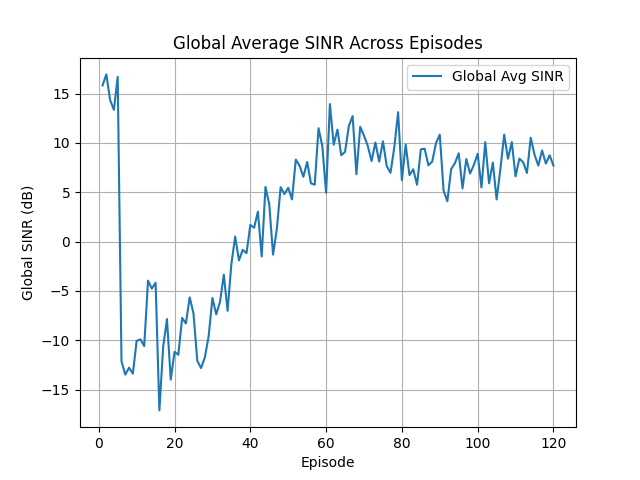 Global Average SINR Across Episodes
Global Avg SINR
15
10
5
0
−5
−10
−15
Global SINR (dB)
0 20 40 60 80 100 120
Episode